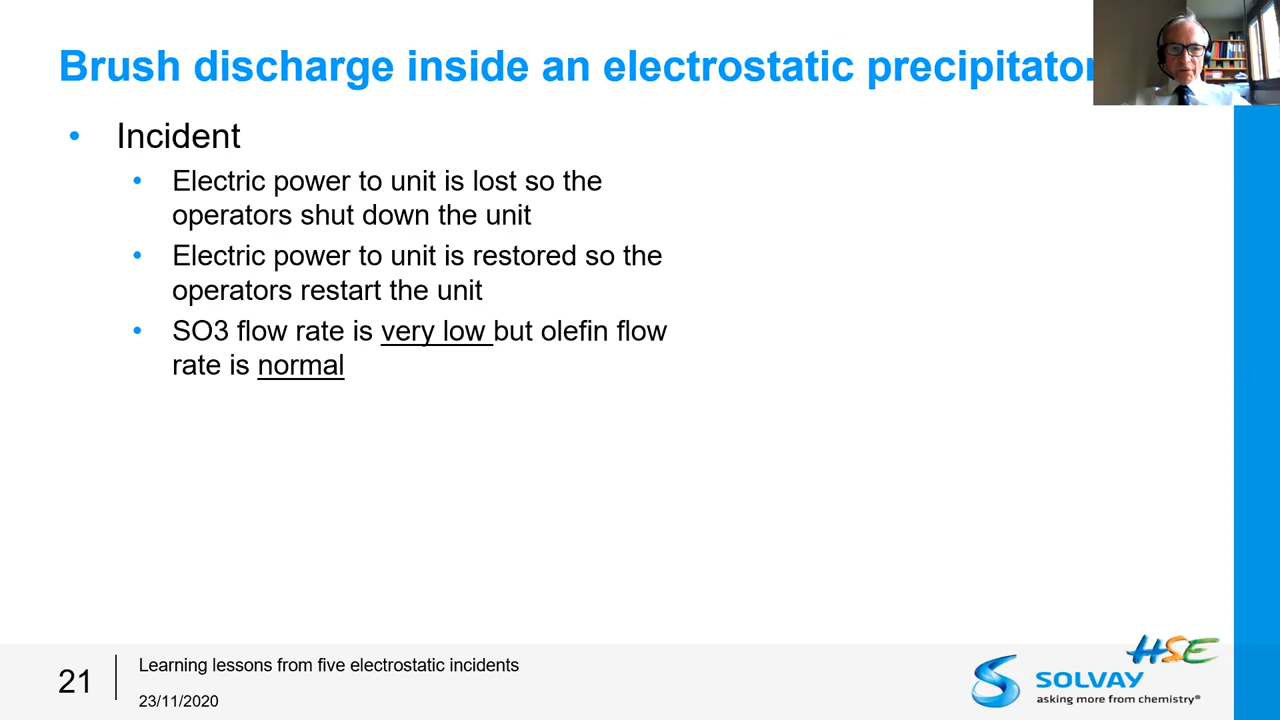 Brush discharge inside an electrostatic precipitator
• Incident
• Electric power to unit is lost so the
operators shut down the unit
• Electric power to unit is restored so the
operators restart the unit
• SO3 flow rate is very low but olefin flow
rate is normal
21
Learning lessons from five electrostatic incidents
23/11/2020
HSE
SOLVAY
asking more from chemistry®